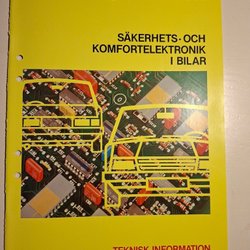 SÄKERHETS- OCH
KOMFORTELEKTRONIK
I BILAR
TEKNISK INFORMATION